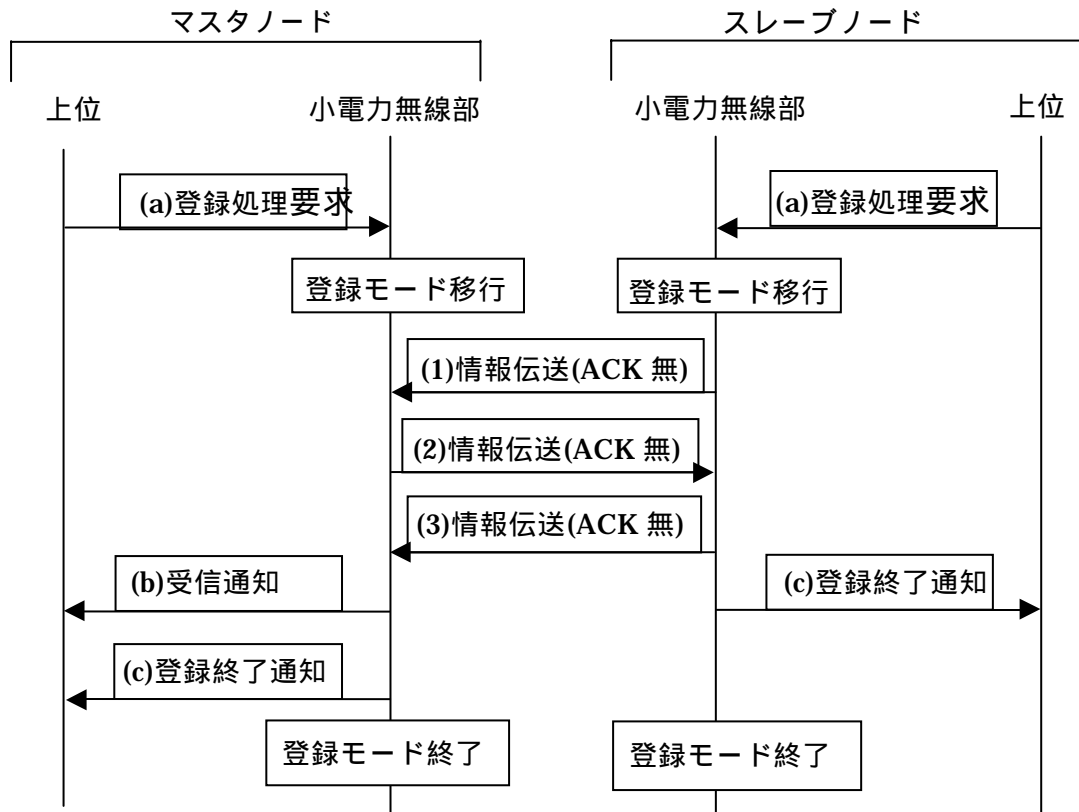 マスタノード
スレーブノード
上位
小電力無線部
小電力無線部
上位
(a)登録処理要求
(a)登録処理要求
登録モード移行
登録モード移行
(1)情報伝送(ACK 無)
(2)情報伝送(ACK 無)
(3)情報伝送(ACK 無)
(b)受信通知
(c)登録終了通知
(c)登録終了通知
登録モード終了
登録モード終了